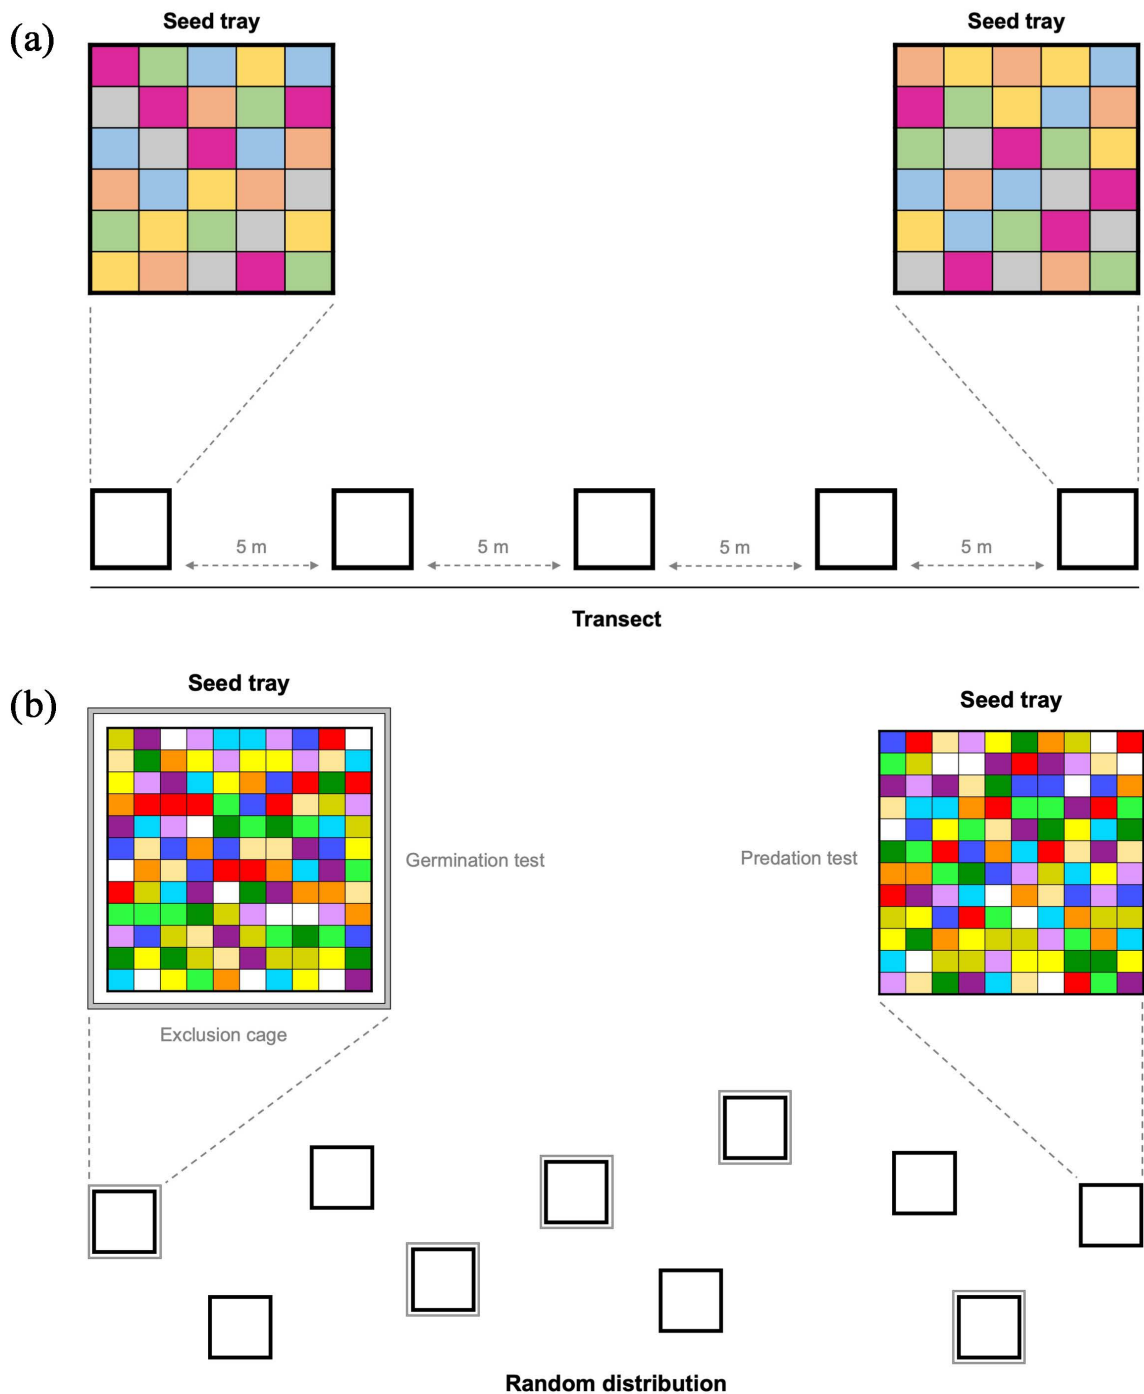 (a)
Seed tray
Seed tray
5 m
5 m
5 m
5 m
Transect
(b)
Seed tray
Seed tray
Germination test
Predation test
Exclusion cage
Random distribution